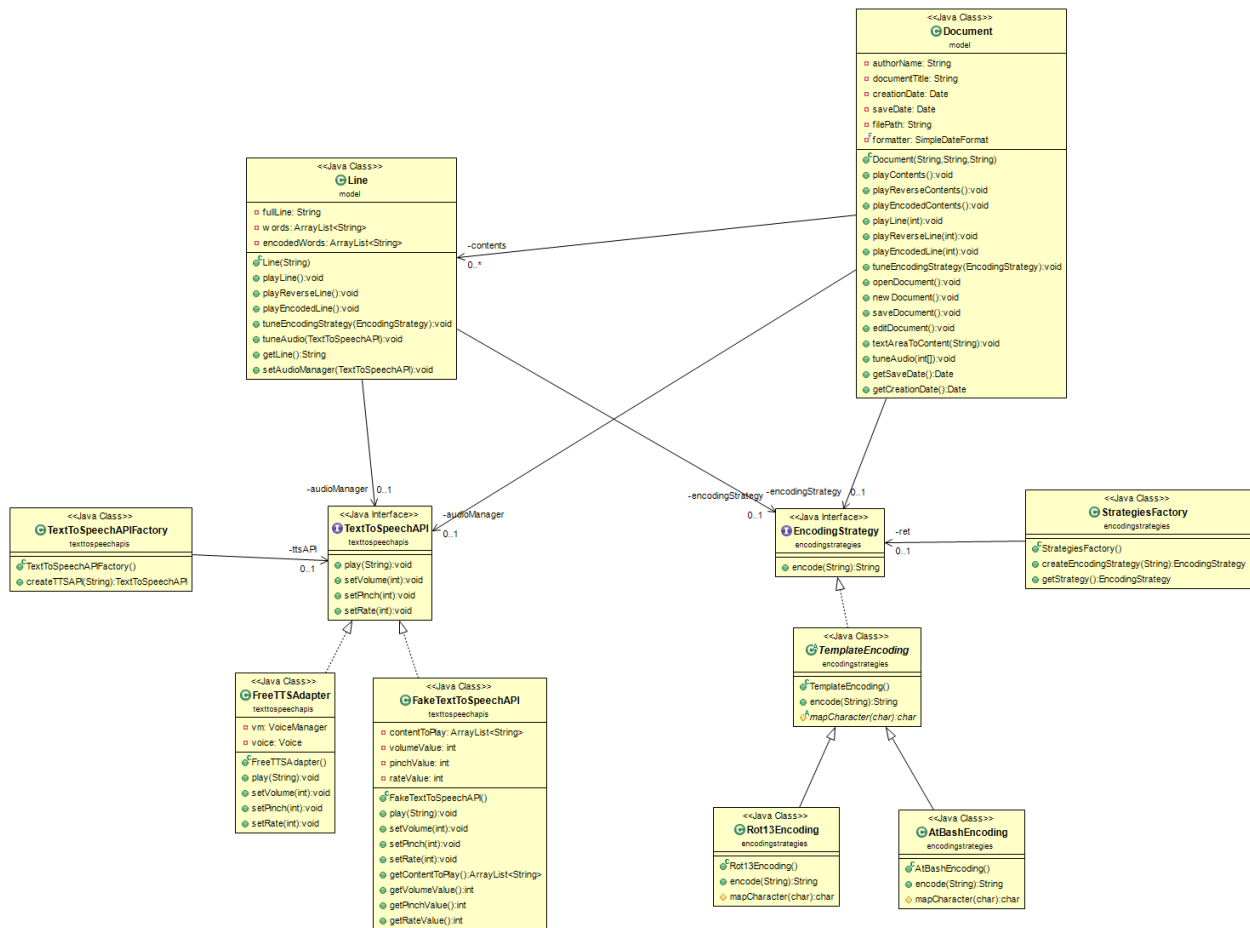 <<Java Class>>
Document
model
authorName: String
documentTitle: String
creationDate: Date
saveDate: Date
filePath: String
formatter: SimpleDateFormat
Document(String,String,String)
playContents():void
playReverseContents():void
playEncodedContents():void
playLine(int):void
playReverseLine(int):void
playEncodedLine(int):void
tuneEncodingStrategy(EncodingStrategy):void
openDocument():void
newDocument():void
saveDocument():void
editDocument():void
textAreaToContent(String):void
tuneAudio(int[]):void
getSaveDate():Date
getCreationDate():Date
<<Java Class>>
Line
model
fullLine: String
words: ArrayList<String>
encodedWords: ArrayList<String>
Line(String)
playLine():void
playReverseLine():void
playEncodedLine():void
tuneEncodingStrategy(EncodingStrategy):void
tuneAudio(TextToSpeechAPI):void
getLine():String
setAudioManager(TextToSpeechAPI):void
-contents
0..*
-audioManager
0..1
-audioManager
0..1
-encodingStrategy
0..1
-encodingStrategy
0..1
<<Java Class>>
TextToSpeechAPIFactory
texttospeechapis
TextToSpeechAPIFactory()
createTTSAPI(String):TextToSpeechAPI
-ttsAPI
0..1
<<Java Interface>>
TextToSpeechAPI
texttospeechapis
play(String):void
setVolume(int):void
setPinch(int):void
setRate(int):void
<<Java Interface>>
EncodingStrategy
encodingstrategies
encode(String):String
-ret
0..1
<<Java Class>>
StrategiesFactory
encodingstrategies
StrategiesFactory()
createEncodingStrategy(String):EncodingStrategy
getStrategy():EncodingStrategy
<<Java Class>>
TemplateEncoding
encodingstrategies
TemplateEncoding()
encode(String):String
mapCharacter(char):char
<<Java Class>>
FreeTTSAdapter
texttospeechapis
vm: VoiceManager
voice: Voice
FreeTTSAdapter()
play(String):void
setVolume(int):void
setPinch(int):void
setRate(int):void
<<Java Class>>
FakeTextToSpeechAPI
texttospeechapis
contentToPlay: ArrayList<String>
volumeValue: int
pinchValue: int
rateValue: int
FakeTextToSpeechAPI()
play(String):void
setVolume(int):void
setPinch(int):void
setRate(int):void
getContentToPlay():ArrayList<String>
getVolumeValue():int
getPinchValue():int
getRateValue():int
<<Java Class>>
Rot13Encoding
encodingstrategies
Rot13Encoding()
encode(String):String
mapCharacter(char):char
<<Java Class>>
AtBashEncoding
encodingstrategies
AtBashEncoding()
encode(String):String
mapCharacter(char):char